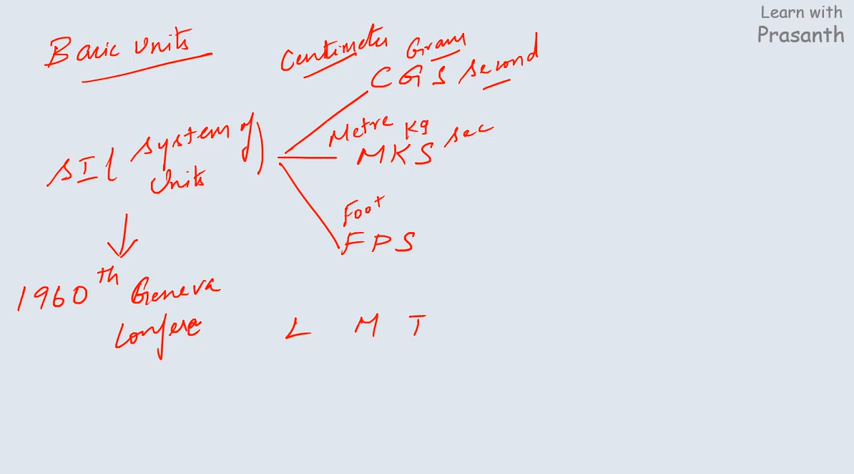 Learn with
Prasanth
Basic Units
Centimeter Gram
CGS second
SI (System of
Units)
Metre Kg
MKS sec
Foot
FPS
1960th Geneva
L M T